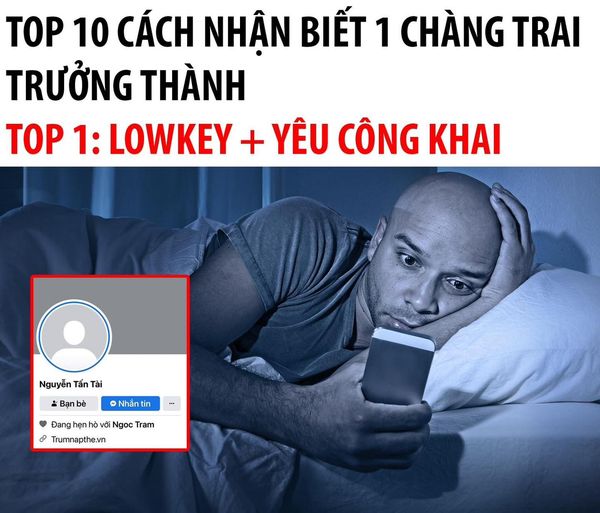 TOP 10 CÁCH NHẬN BIẾT 1 CHÀNG TRAI
TRƯỞNG THÀNH
TOP 1: LOWKEY + YÊU CÔNG KHAI
Nguyễn Tấn Tài
Bạn bè
Nhắn tin
Đang hẹn hò với Ngọc Tram
Trumnapthe.vn